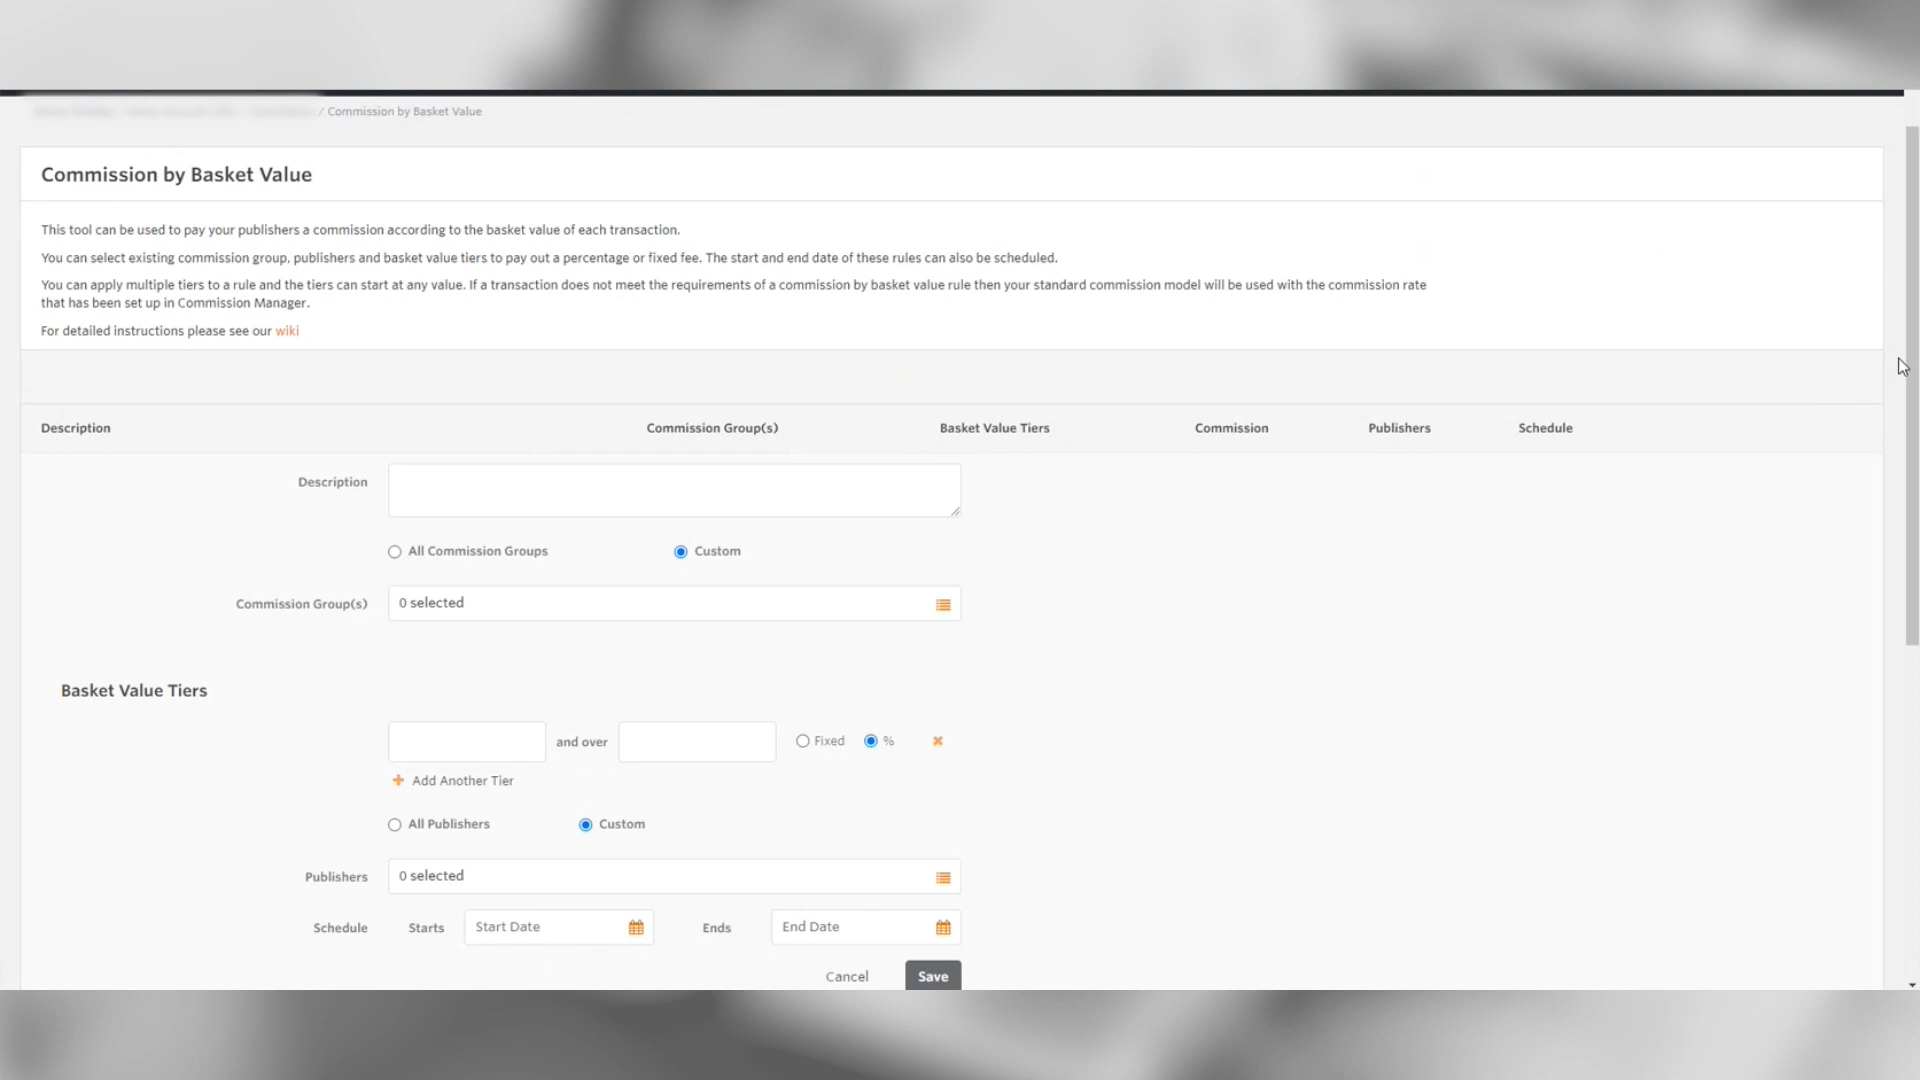 / Commission by Basket Value
Commission by Basket Value
This tool can be used to pay your publishers a commission according to the basket value of each transaction.
You can select existing commission group, publishers and basket value tiers to pay out a percentage or fixed fee. The start and end date of these rules can also be scheduled.
You can apply multiple tiers to a rule and the tiers can start at any value. If a transaction does not meet the requirements of a commission by basket value rule then your standard commission model will be used with the commission rate
that has been set up in Commission Manager.
For detailed instructions please see our wiki
Description Commission Group(s) Basket Value Tiers Commission Publishers Schedule
Description
All Commission Groups Custom
Commission Group(s) 0 selected
Basket Value Tiers
and over Fixed %
Add Another Tier
All Publishers Custom
Publishers 0 selected
Schedule Starts Start Date Ends End Date
Cancel Save